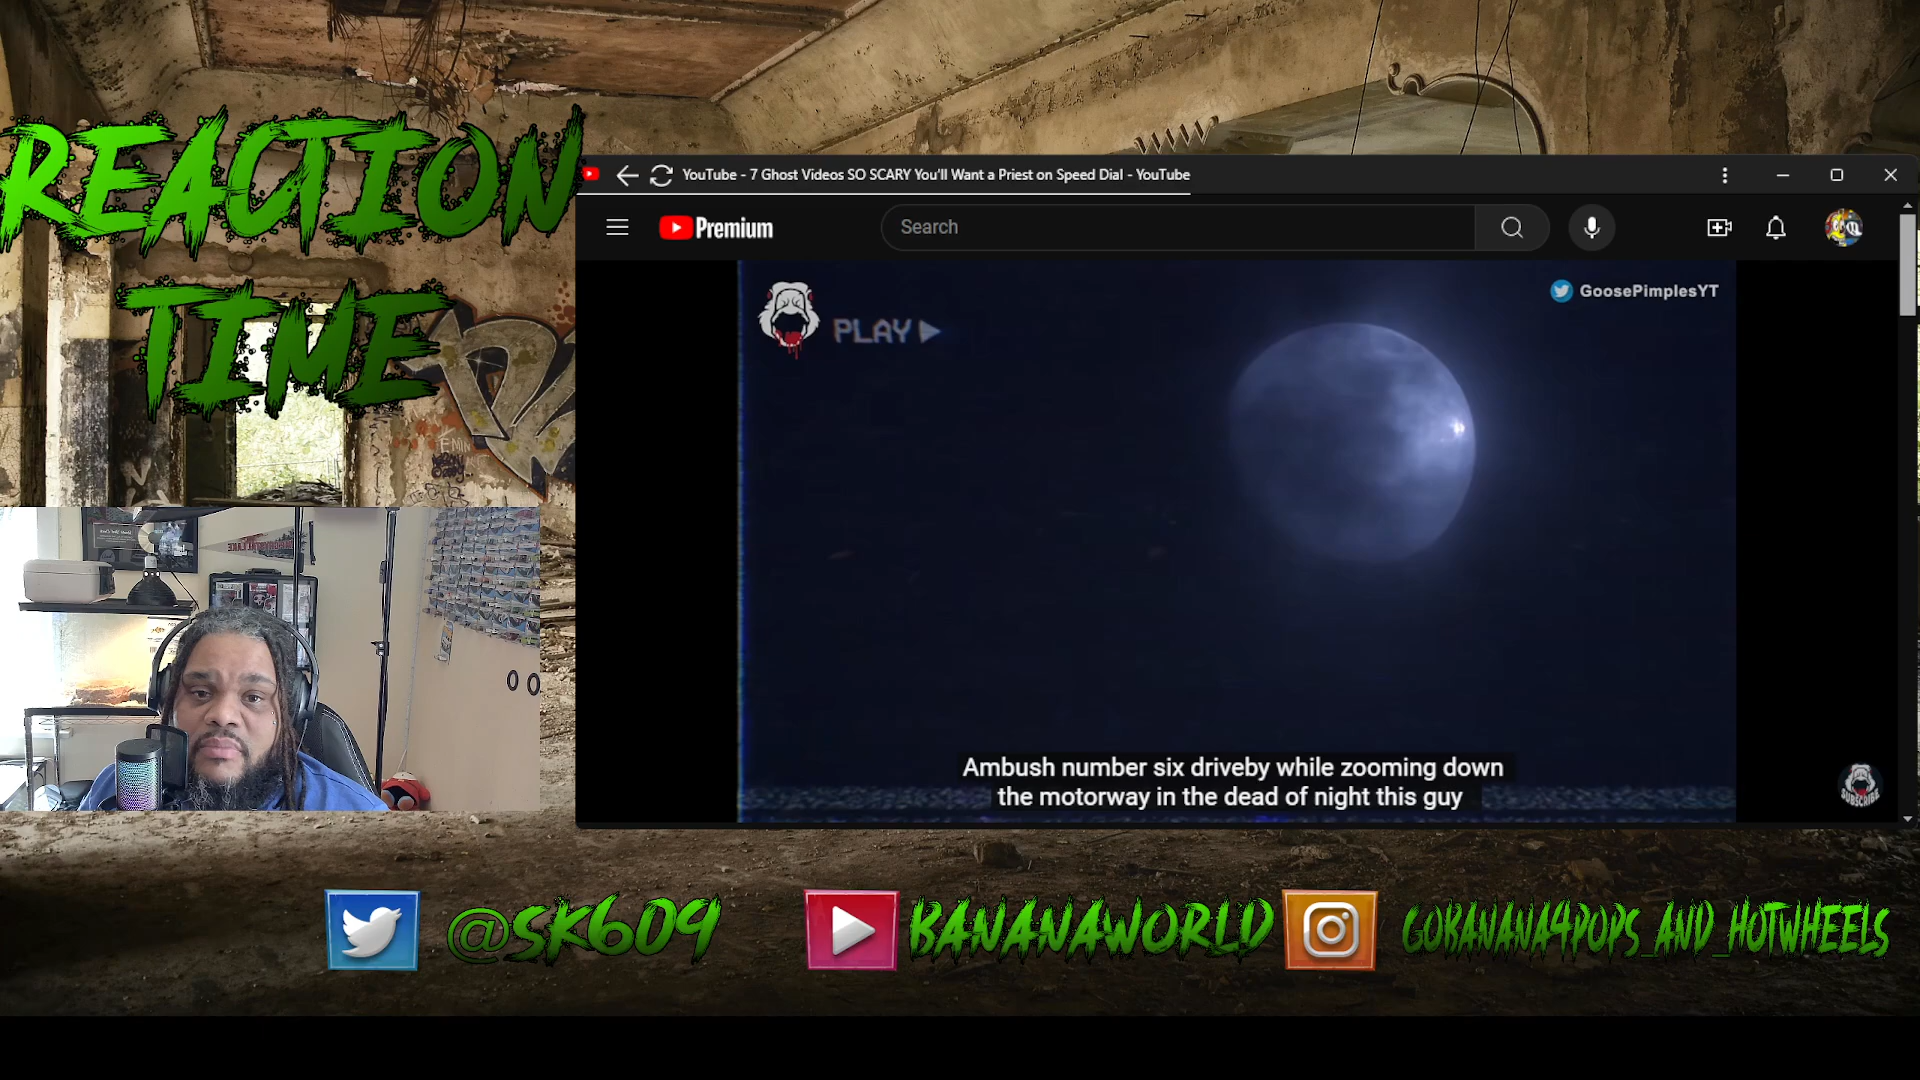 REACTION
TIME
YouTube - 7 Ghost Videos SO SCARY You'll Want a Priest on Speed Dial - YouTube
Premium
Search
GoosePimplesYT
PLAY
Ambush number six driveby while zooming down
the motorway in the dead of night this guy
SUBSCRIBE
@SK609
BANANAWORLD
GOBANANA4POPS_AND_HOTWHEELS